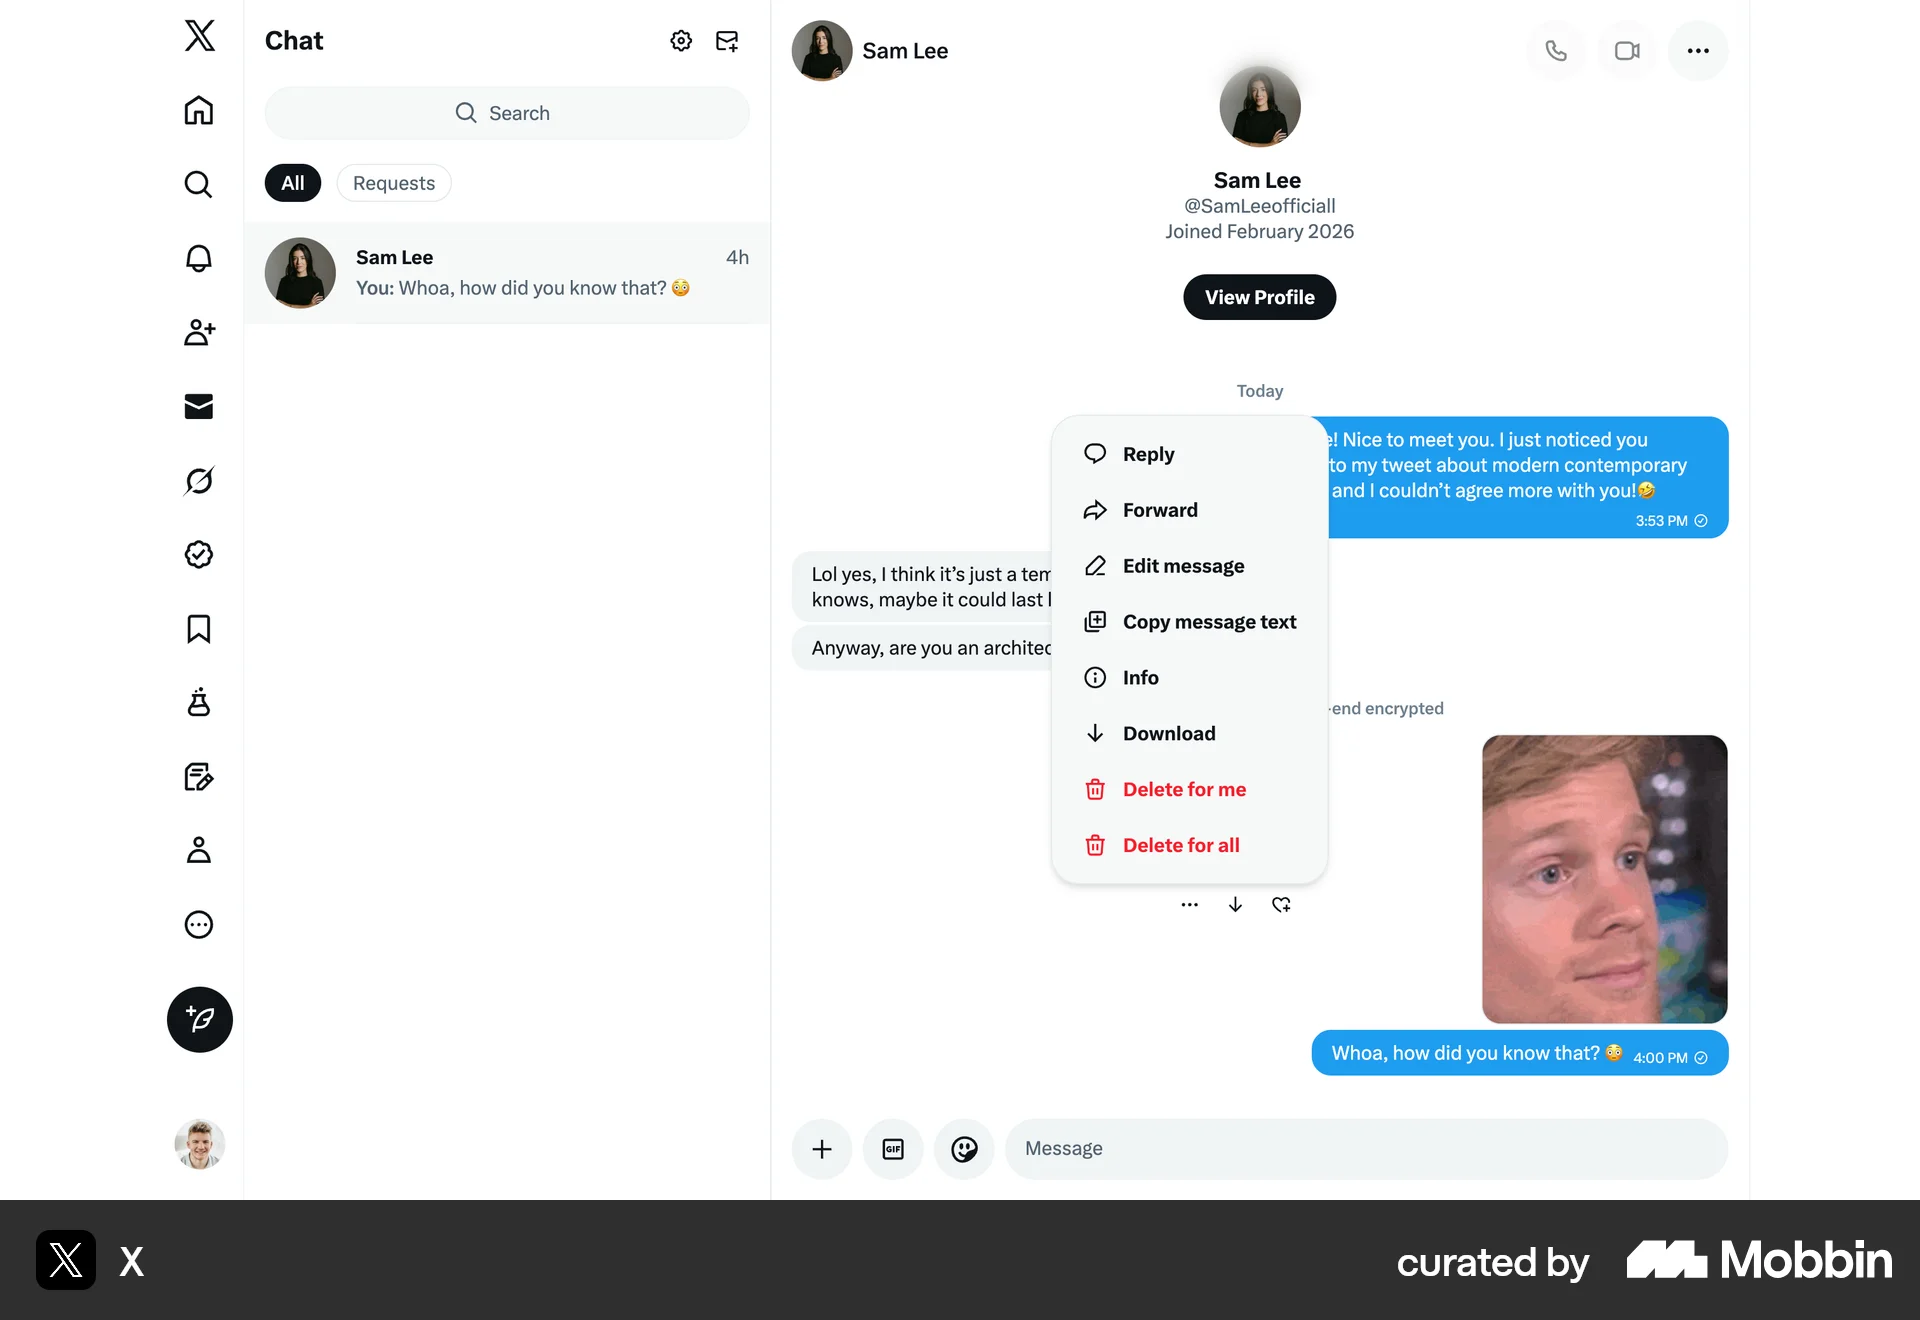 Chat
Search
All
Requests
Sam Lee
4h
You: Whoa, how did you know that? 😳
Sam Lee
Sam Lee
@SamLeeofficiall
Joined February 2026
View Profile
Today
! Nice to meet you. I just noticed you
to my tweet about modern contemporary
and I couldn't agree more with you!🤣
3:53 PM
Lol yes, I think it's just a
knows, maybe it could last
Anyway, are you an
Reply
Forward
Edit message
Copy message text
Info
Download
Delete for me
Delete for all
-end encrypted
Whoa, how did you know that? 😳 4:00 PM
GIF
Message
X
curated by Mobbin